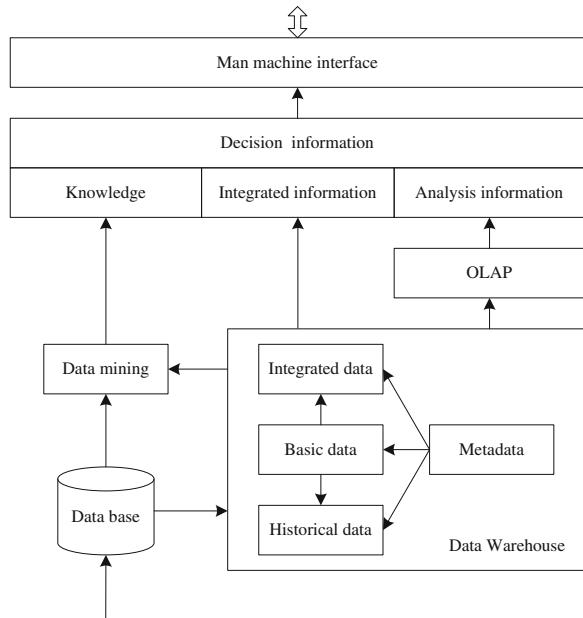 Man machine interface
Decision information
Knowledge
Integrated information
Analysis information
OLAP
Data mining
Integrated data
Basic data
Metadata
Data base
Historical data
Data Warehouse